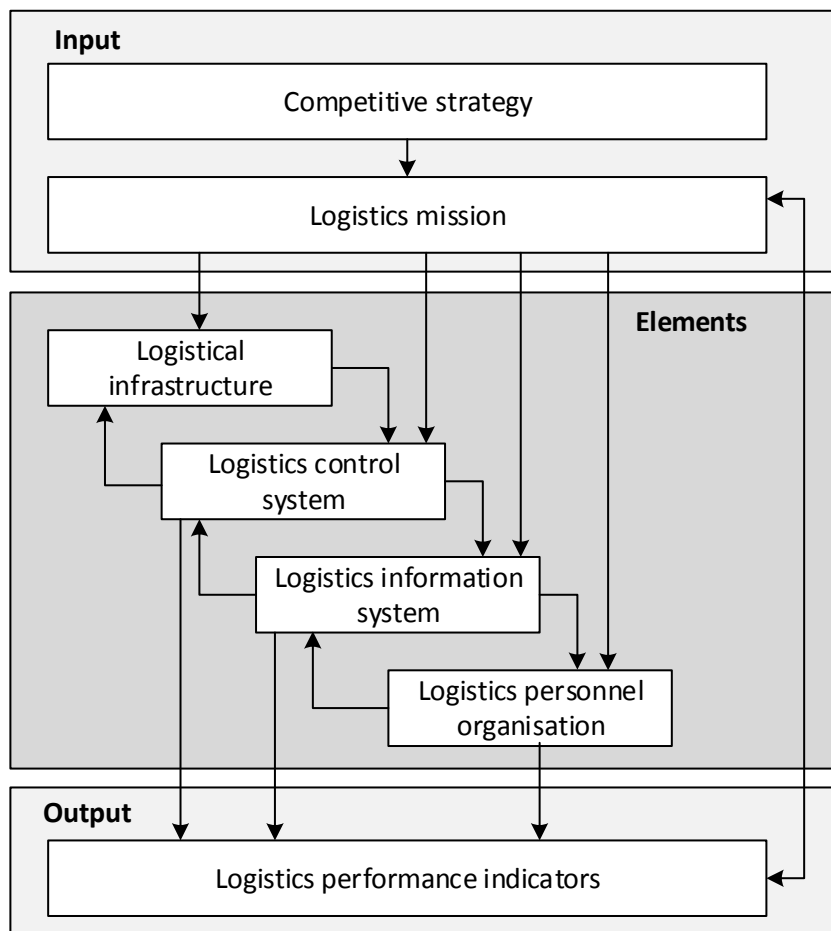 Input
Competitive strategy
Logistics mission
Elements
Logistical
infrastructure
Logistics control
system
Logistics information
system
Logistics personnel
organisation
Output
Logistics performance indicators